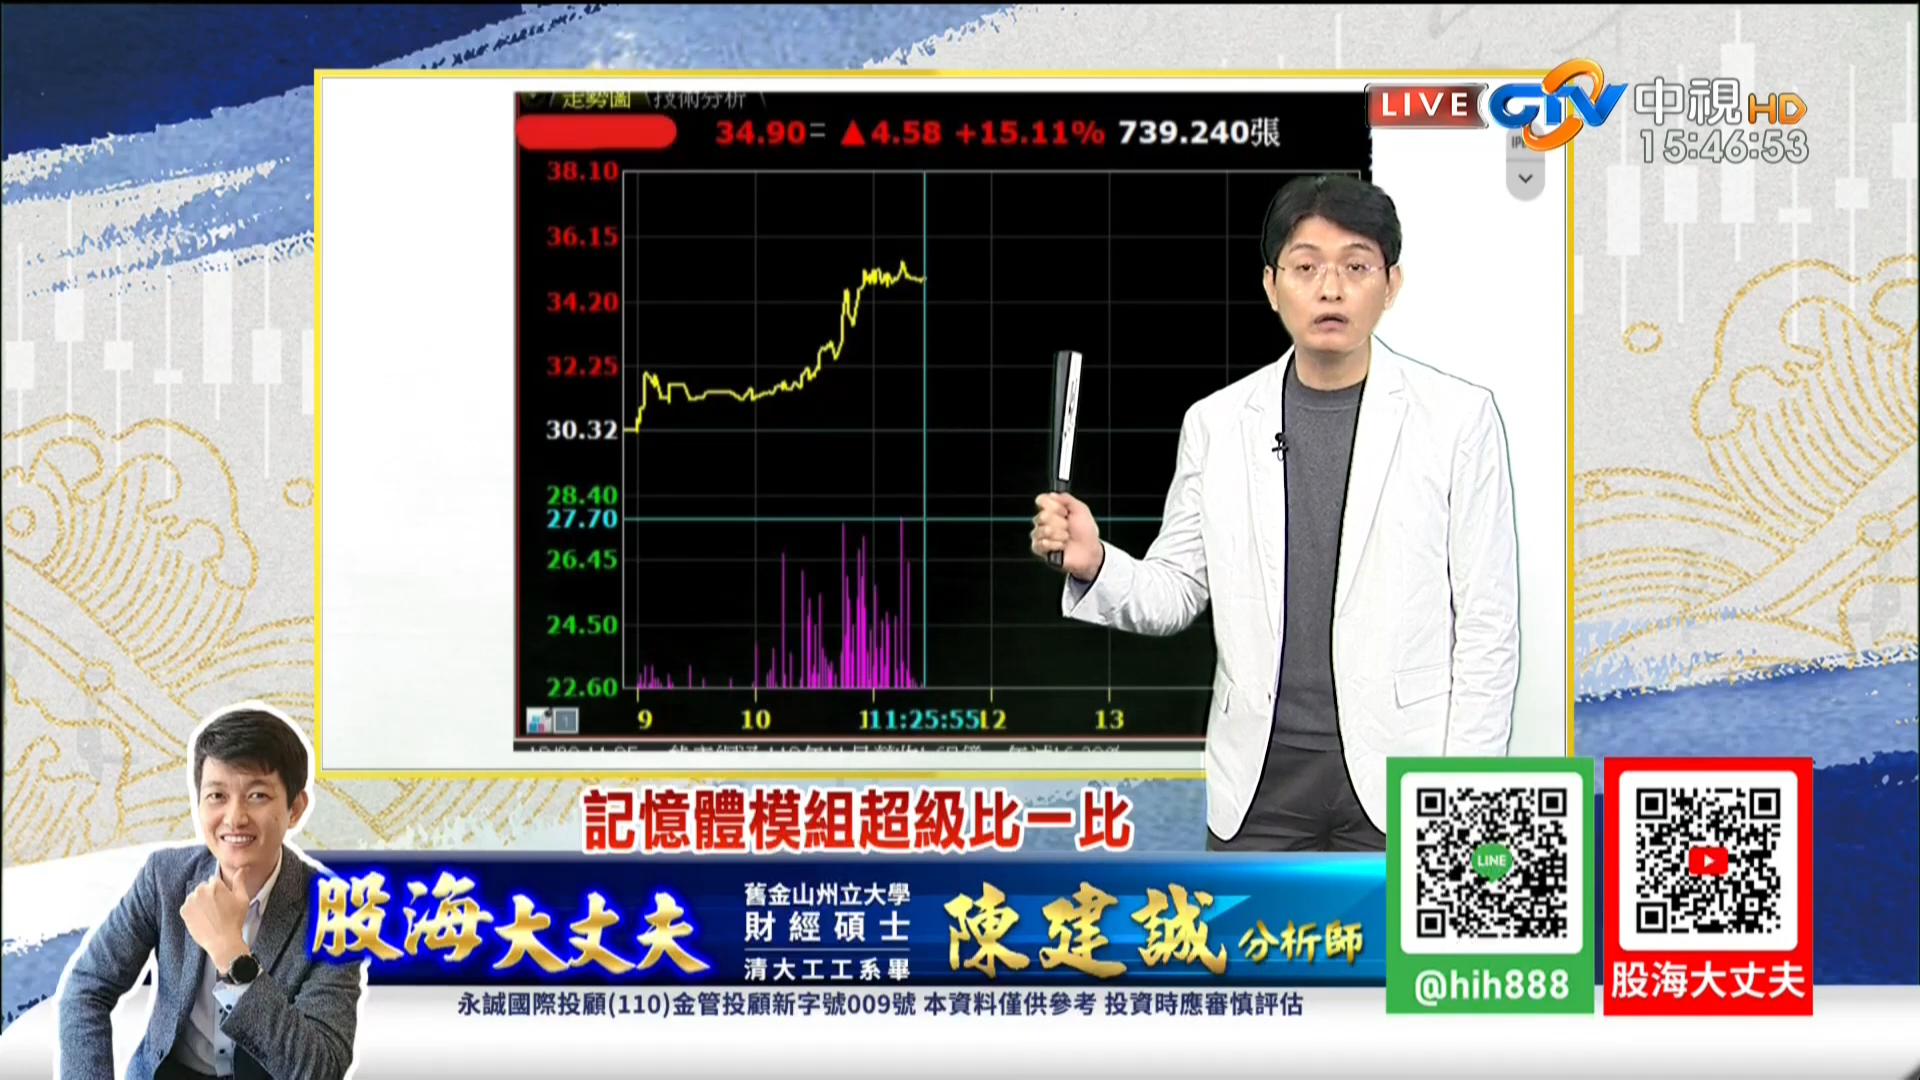 走勢圖 技術分析
34.90= ▲4.58 +15.11% 739.240張
38.10
36.15
34.20
32.25
30.32
28.40
27.70
26.45
24.50
22.60
9 10 11 11:25:55 12 13
LIVE CTV 中視HD
15:46:53
記憶體模組超級比一比
股海大丈夫
舊金山州立大學
財經碩士
清大工工系畢
陳建誠 分析師
永誠國際投顧(110)金管投顧新字號009號 本資料僅供參考 投資時應審慎評估
LINE
@hih888
股海大丈夫